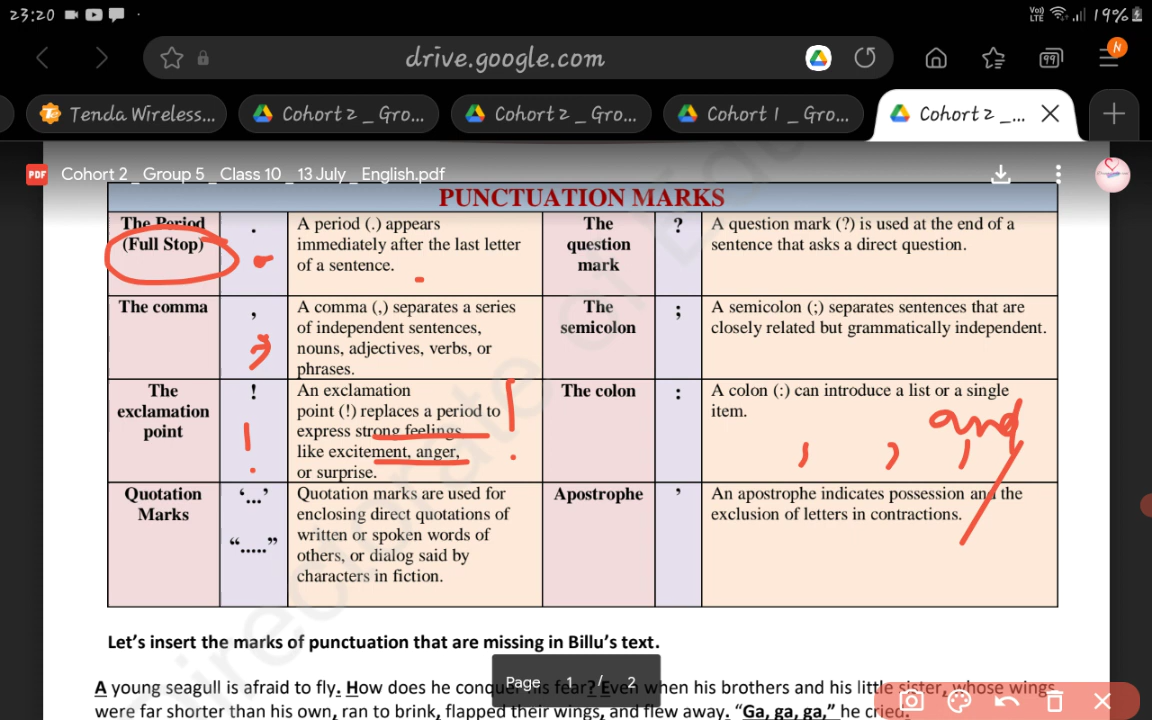 23:20
Voi)
LTE
19%
drive.google.com
99
N
Tenda Wireless...
Cohort 2 _ Gro...
Cohort 2 _ Gro...
Cohort 1 _ Gro...
Cohort 2 _...
PDF
Cohort 2 _ Group 5 _ Class 10 _ 13 July _ English.pdf
PUNCTUATION MARKS
The Period
(Full Stop)
.
A period (.) appears
immediately after the last letter
of a sentence.
The
question
mark
?
A question mark (?) is used at the end of a
sentence that asks a direct question.
The comma
,
,
A comma (,) separates a series
of independent sentences,
nouns, adjectives, verbs, or
phrases.
The
semicolon
;
A semicolon (;) separates sentences that are
closely related but grammatically independent.
The
exclamation
point
!
!
An exclamation
point (!) replaces a period to
express strong feelings
like excitement, anger,
or surprise.
!
The colon
:
A colon (:) can introduce a list or a single
item.
, , , and
Quotation
Marks
‘...’
“.....”
Quotation marks are used for
enclosing direct quotations of
written or spoken words of
others, or dialog said by
characters in fiction.
Apostrophe
’
An apostrophe indicates possession and the
exclusion of letters in contractions.
Let’s insert the marks of punctuation that are missing in Billu’s text.
A young seagull is afraid to fly. How does he conquer his fear? Even when his brothers and his little sister, whose wings
were far shorter than his own, ran to brink, flapped their wings, and flew away. “Ga, ga, ga,” he cried.
Page 1 / 2